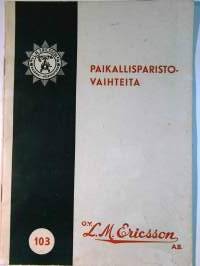 PAIKALLISPARISTO-
VAIHTEITA
O.Y.
L.M. Ericsson
A.B.
103